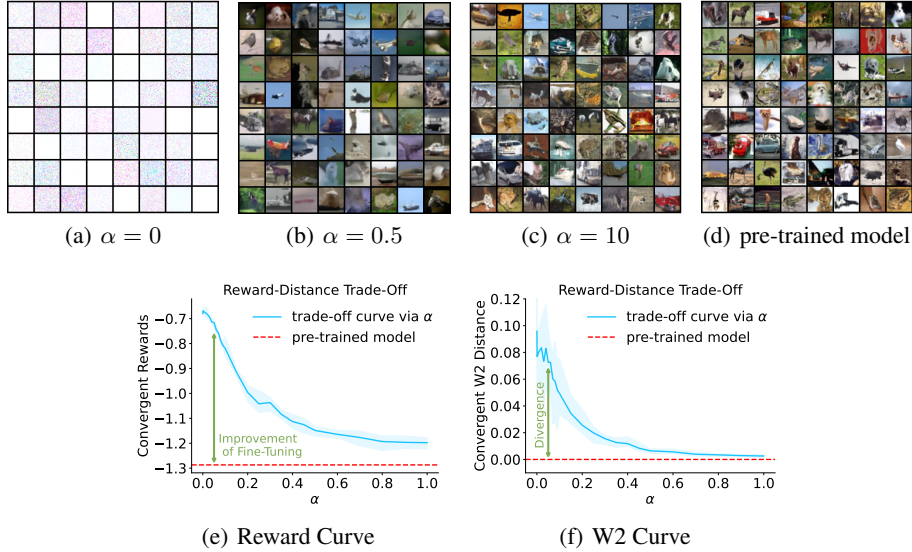 (a) α = 0
(b) α = 0.5
(c) α = 10
(d) pre-trained model
Reward-Distance Trade-Off
trade-off curve via α
pre-trained model
Improvement
of Fine-Tuning
Convergent Rewards
−0.7
−0.8
−0.9
−1.0
−1.1
−1.2
−1.3
0.0 0.2 0.4 0.6 0.8 1.0
α
(e) Reward Curve
Reward-Distance Trade-Off
trade-off curve via α
pre-trained model
Divergence
Convergent W2 Distance
0.12
0.10
0.08
0.06
0.04
0.02
0.00
0.0 0.2 0.4 0.6 0.8 1.0
α
(f) W2 Curve